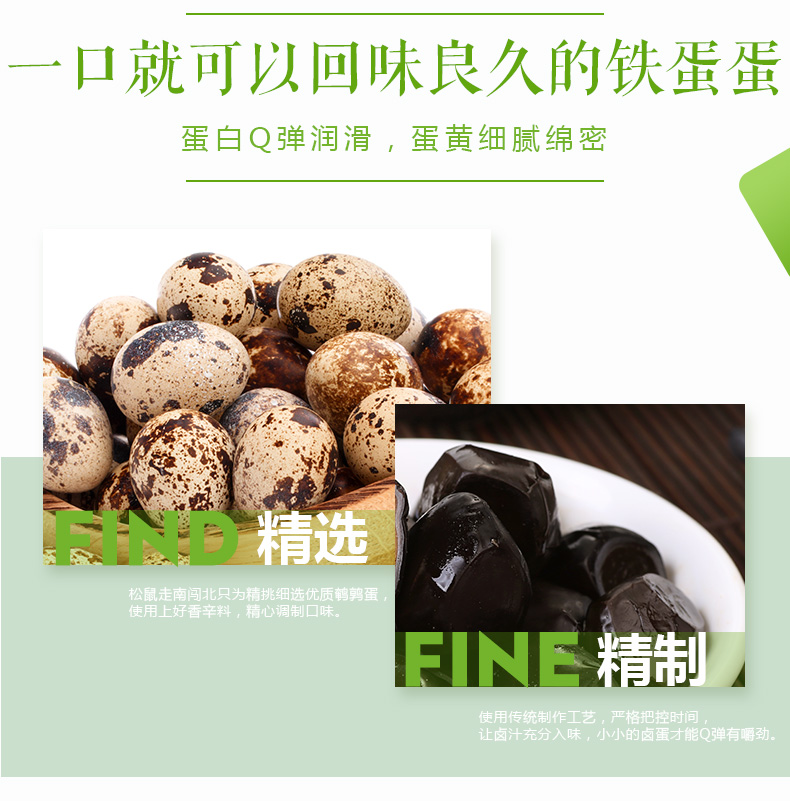 一口就可以回味良久的铁蛋蛋
蛋白Q弹润滑，蛋黄细腻绵密
FIND 精选
松鼠走南闯北只为精挑细选优质鹌鹑蛋，
使用上好香辛料，精心调制口味。
FINE 精制
使用传统制作工艺，严格把控时间，
让卤汁充分入味，小小的卤蛋才能Q弹有嚼劲。